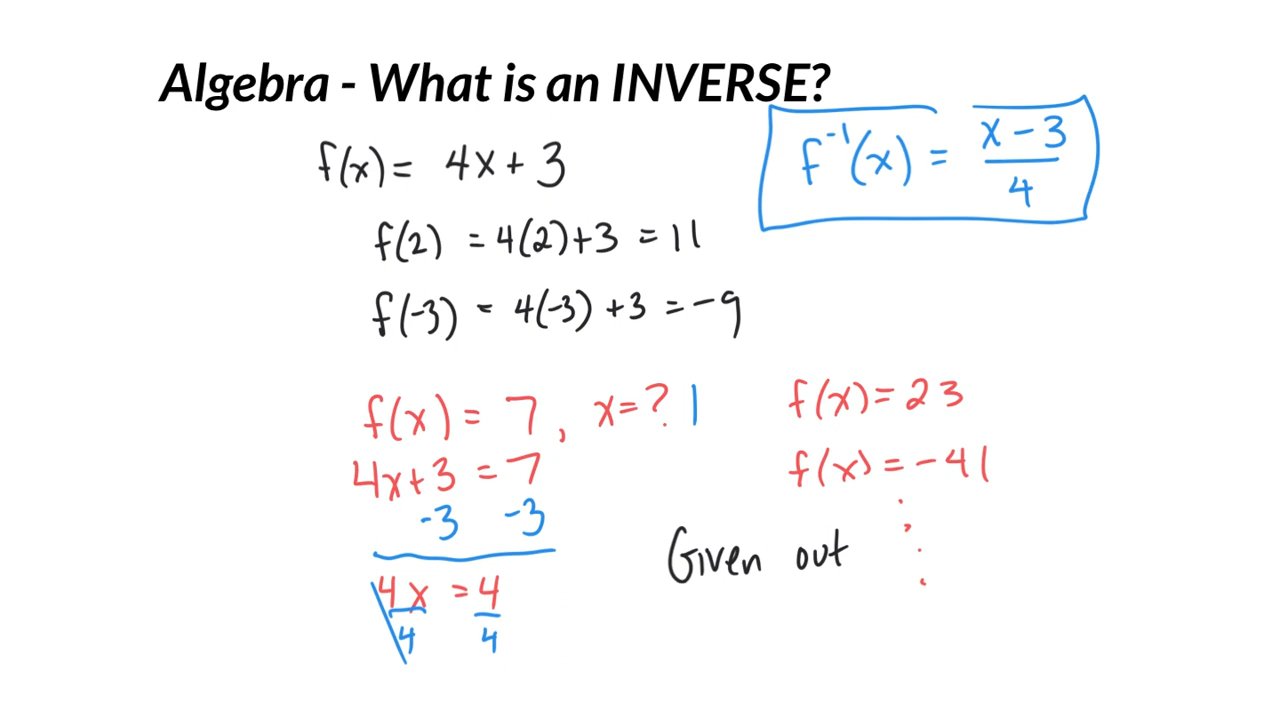 Algebra - What is an INVERSE?
f⁻¹(x) = x - 3
4
f(x) = 4x + 3
f(2) = 4(2)+3 = 11
f(-3) = 4(-3) +3 = -9
f(x) = 7, x=? 1
4x+3 = 7
-3 -3
4x = 4
4 4
f(x) = 23
f(x) = -41
Given out